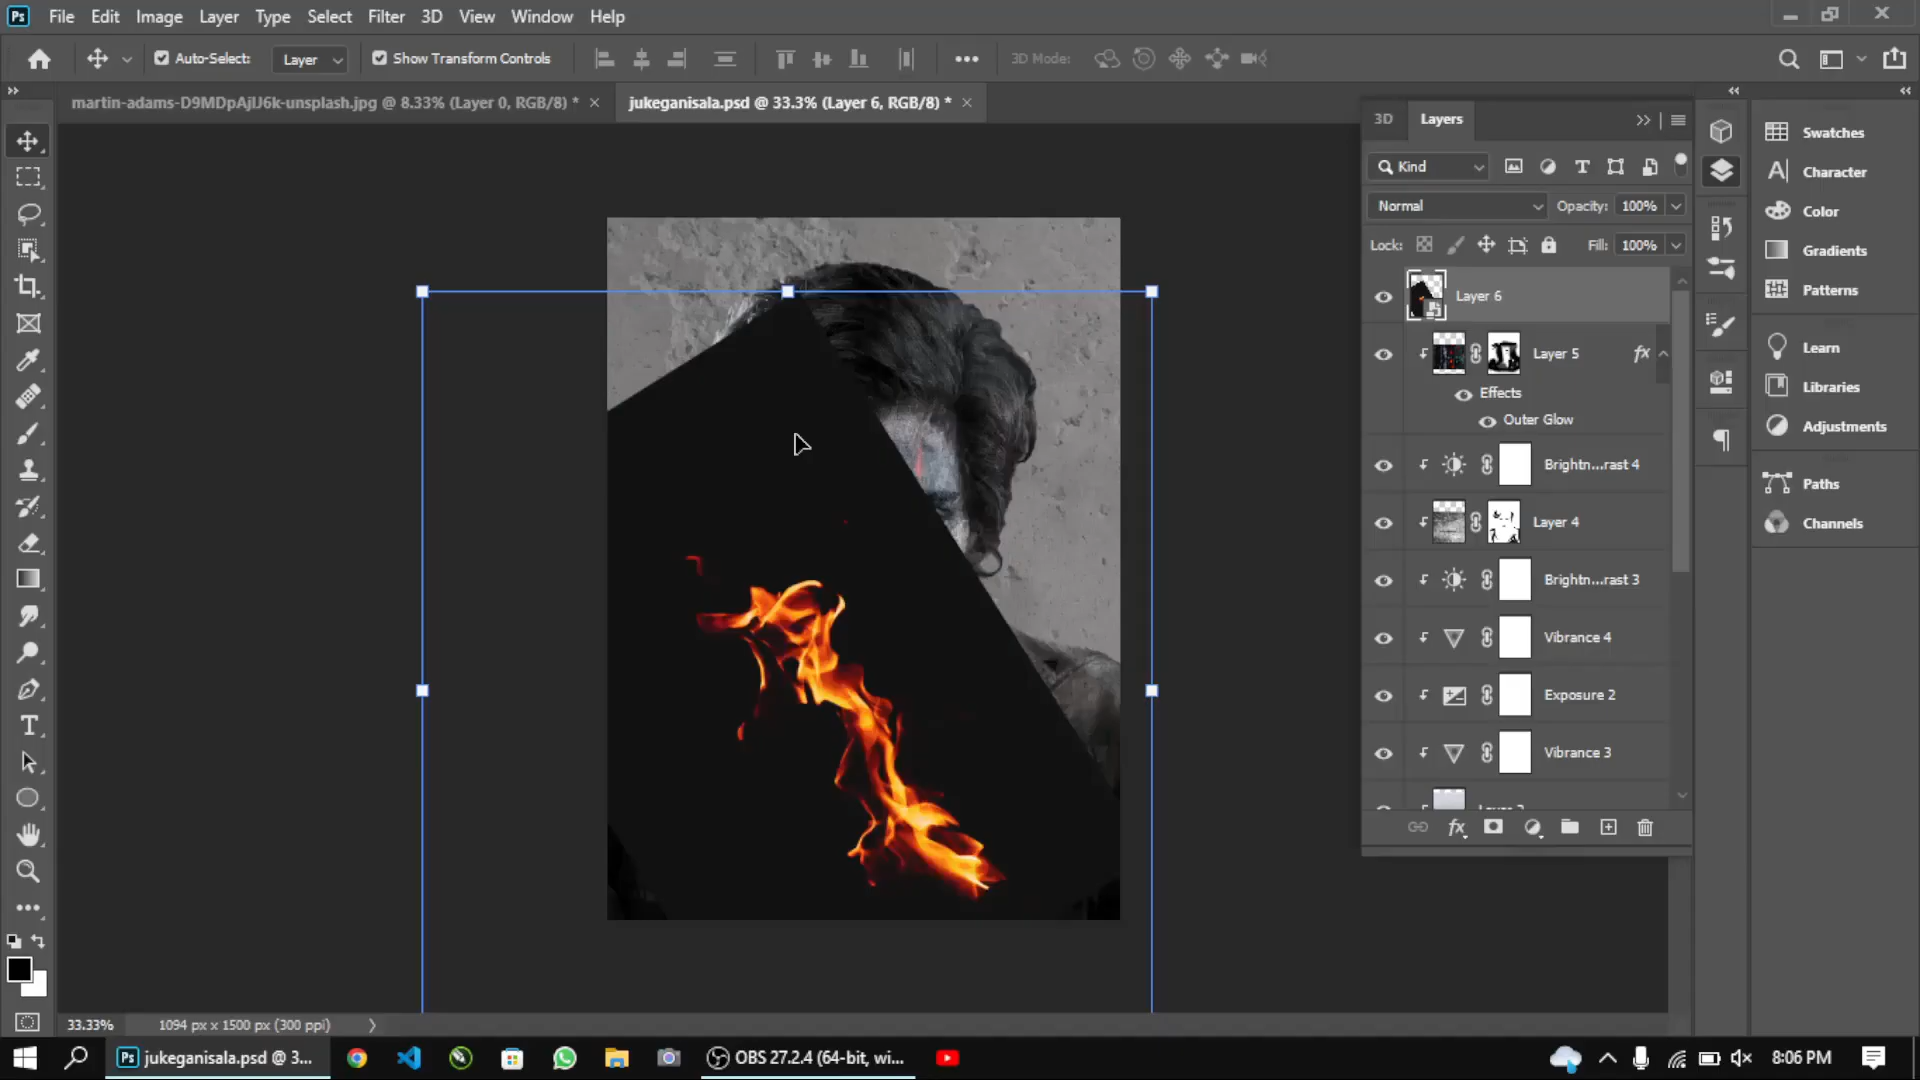 Ps File Edit Image Layer Type Select Filter 3D View Window Help
Auto-Select: Layer Show Transform Controls 3D Mode:
martin-adams-D9MDpAjlJ6k-unsplash.jpg @ 8.33% (Layer 0, RGB/8) *
jukeganisala.psd @ 33.3% (Layer 6, RGB/8) *
3D Layers
Kind
Normal Opacity: 100%
Lock: Fill: 100%
Layer 6
Layer 5 fx
Effects
Outer Glow
Brightn...rast 4
Layer 4
Brightn...rast 3
Vibrance 4
Exposure 2
Vibrance 3
fx
Swatches
Character
Color
Gradients
Patterns
Learn
Libraries
Adjustments
Paths
Channels
33.33% 1094 px x 1500 px (300 ppi)
Ps jukeganisala.psd @ 3... OBS 27.2.4 (64-bit, wi... 8:06 PM